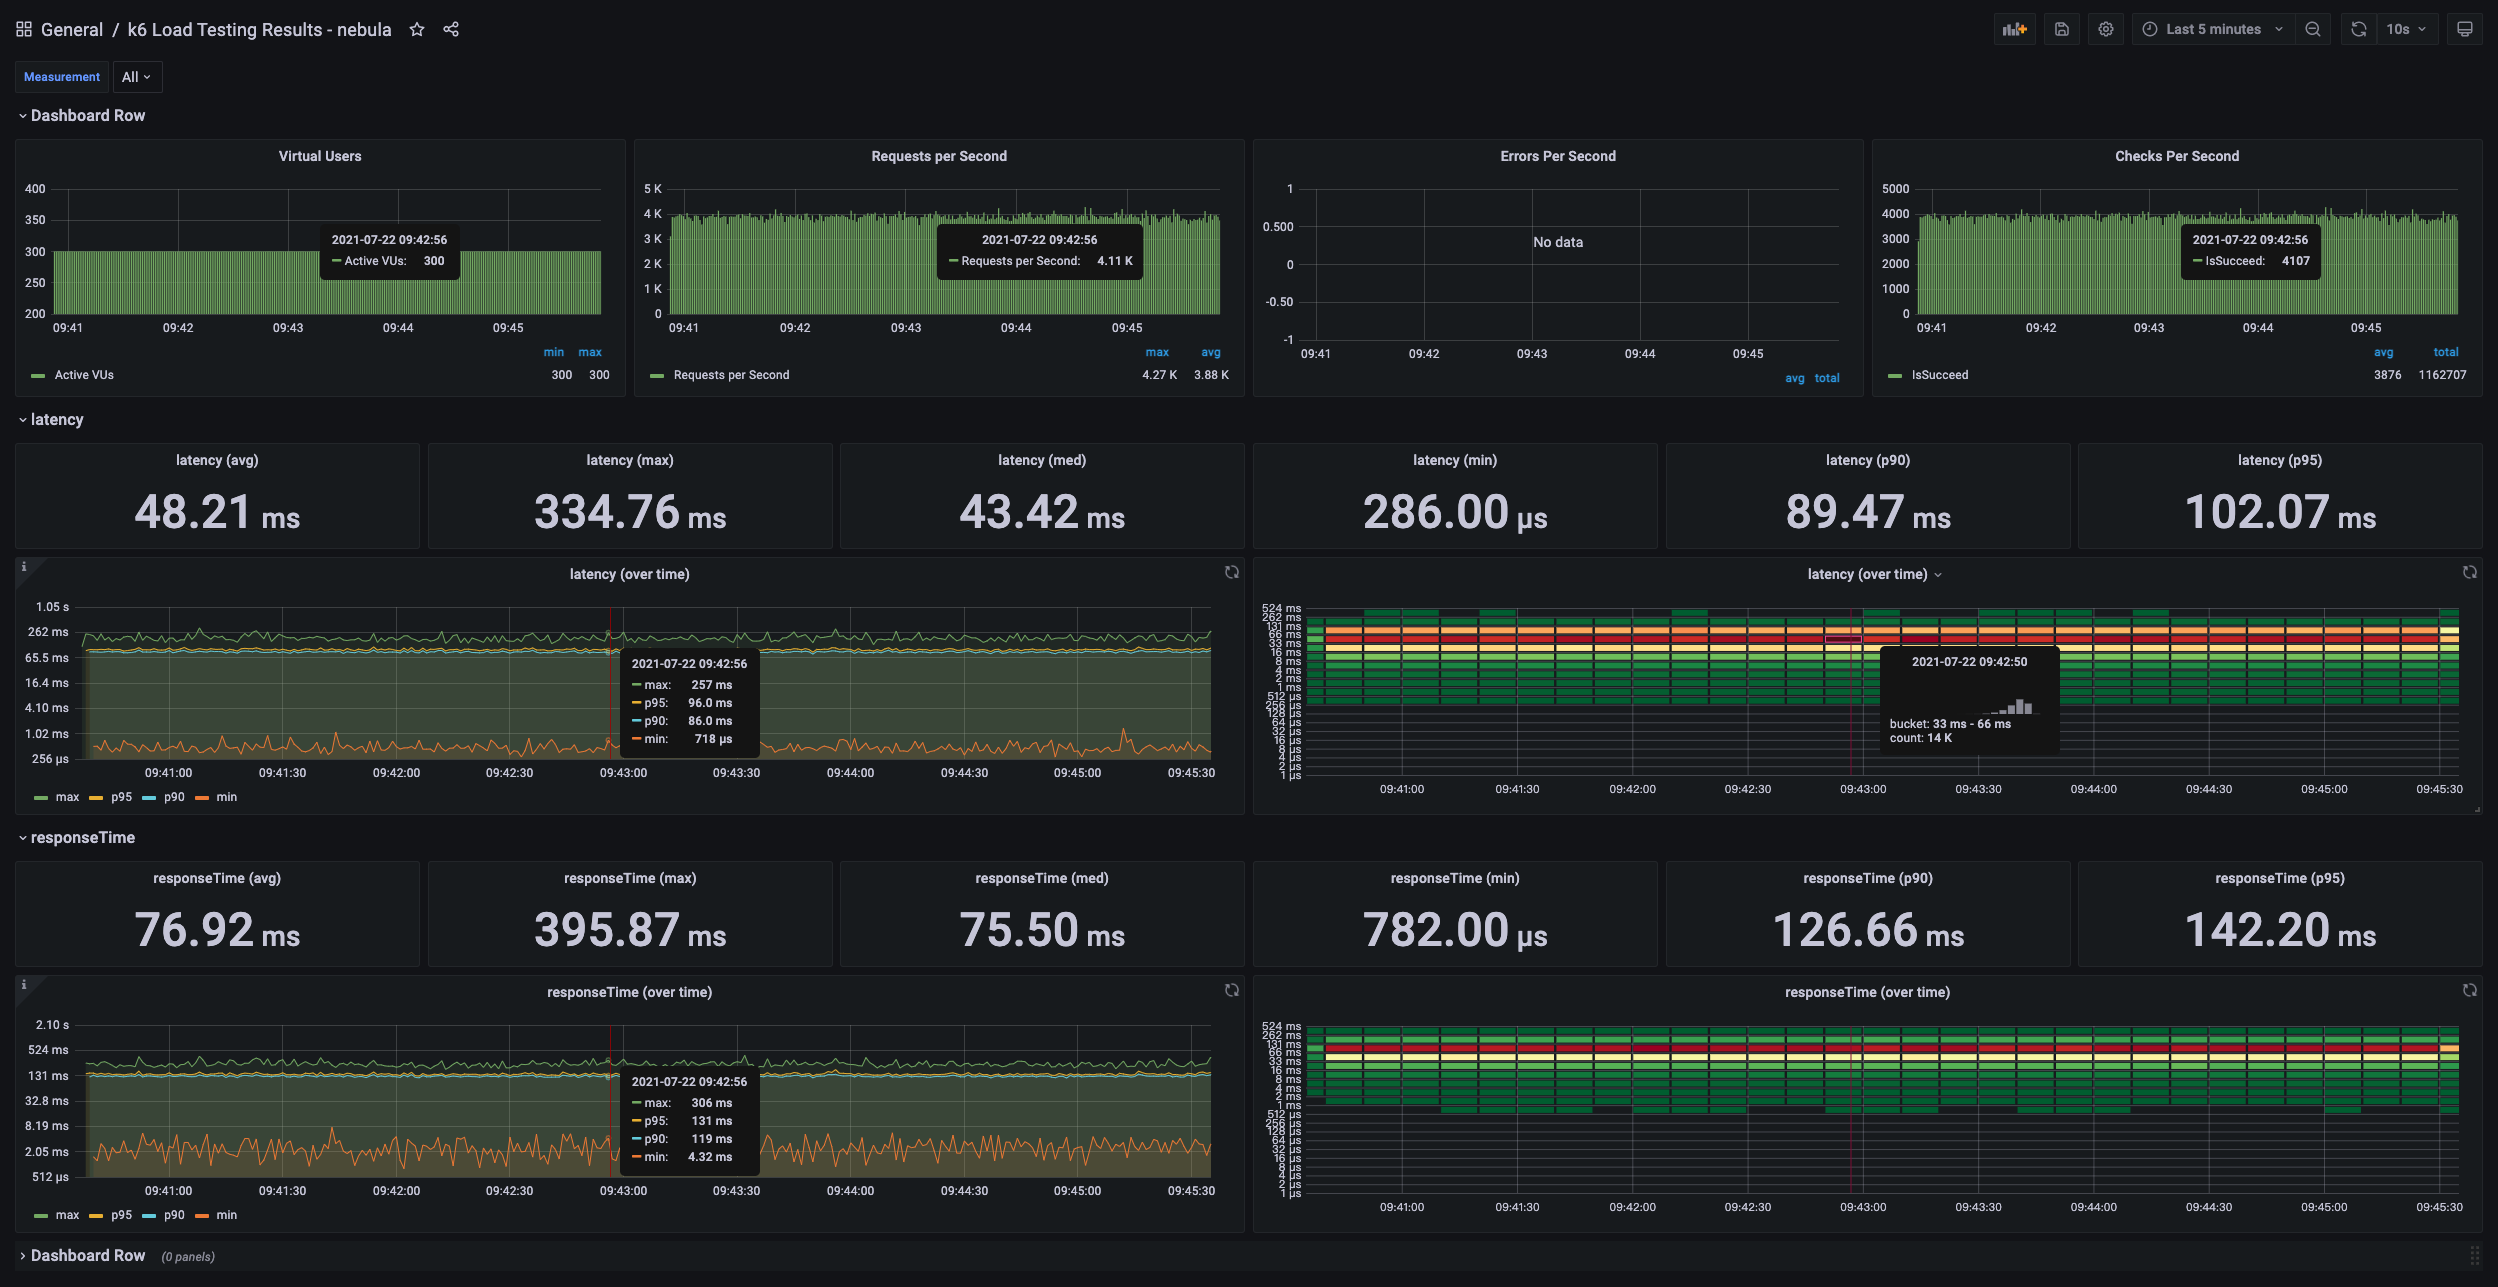 General / k6 Load Testing Results - nebula
Last 5 minutes
10s
Measurement All
Dashboard Row
Virtual Users
400
350
300
250
200
09:41 09:42 09:43 09:44 09:45
2021-07-22 09:42:56
Active VUs: 300
min max
Active VUs 300 300
Requests per Second
5 K
4 K
3 K
2 K
1 K
0
09:41 09:42 09:43 09:44 09:45
2021-07-22 09:42:56
Requests per Second: 4.11 K
max avg
Requests per Second 4.27 K 3.88 K
Errors Per Second
1
0.500
0
-0.50
-1
No data
09:41 09:42 09:43 09:44 09:45
avg total
Checks Per Second
5000
4000
3000
2000
1000
0
09:41 09:42 09:43 09:44 09:45
2021-07-22 09:42:56
IsSucceed: 4107
avg total
IsSucceed 3876 1162707
latency
latency (avg)
48.21 ms
latency (max)
334.76 ms
latency (med)
43.42 ms
latency (min)
286.00 µs
latency (p90)
89.47 ms
latency (p95)
102.07 ms
latency (over time)
1.05 s
262 ms
65.5 ms
16.4 ms
4.10 ms
1.02 ms
256 µs
09:41:00 09:41:30 09:42:00 09:42:30 09:43:00 09:43:30 09:44:00 09:44:30 09:45:00 09:45:30
2021-07-22 09:42:56
max: 257 ms
p95: 96.0 ms
p90: 86.0 ms
min: 718 µs
max p95 p90 min
latency (over time)
524 ms
262 ms
131 ms
66 ms
33 ms
16 ms
8 ms
4 ms
2 ms
1 ms
512 µs
256 µs
128 µs
64 µs
32 µs
16 µs
8 µs
4 µs
2 µs
1 µs
09:41:00 09:41:30 09:42:00 09:42:30 09:43:00 09:43:30 09:44:00 09:44:30 09:45:00 09:45:30
2021-07-22 09:42:50
bucket: 33 ms - 66 ms
count: 14 K
responseTime
responseTime (avg)
76.92 ms
responseTime (max)
395.87 ms
responseTime (med)
75.50 ms
responseTime (min)
782.00 µs
responseTime (p90)
126.66 ms
responseTime (p95)
142.20 ms
responseTime (over time)
2.10 s
524 ms
131 ms
32.8 ms
8.19 ms
2.05 ms
512 µs
09:41:00 09:41:30 09:42:00 09:42:30 09:43:00 09:43:30 09:44:00 09:44:30 09:45:00 09:45:30
2021-07-22 09:42:56
max: 306 ms
p95: 131 ms
p90: 119 ms
min: 4.32 ms
max p95 p90 min
responseTime (over time)
524 ms
262 ms
131 ms
66 ms
33 ms
16 ms
8 ms
4 ms
2 ms
1 ms
512 µs
256 µs
128 µs
64 µs
32 µs
16 µs
8 µs
4 µs
2 µs
1 µs
09:41:00 09:41:30 09:42:00 09:42:30 09:43:00 09:43:30 09:44:00 09:44:30 09:45:00 09:45:30
Dashboard Row (0 panels)